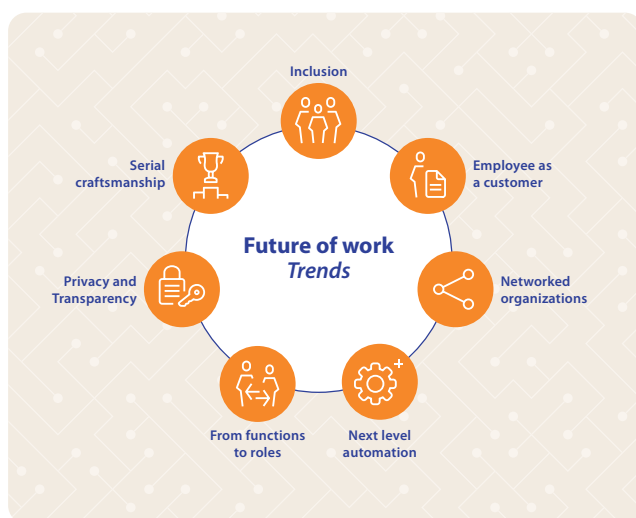 Inclusion
Employee as
a customer
Networked
organizations
Next level
automation
From functions
to roles
Privacy and
Transparency
Serial
craftsmanship
Future of work
Trends